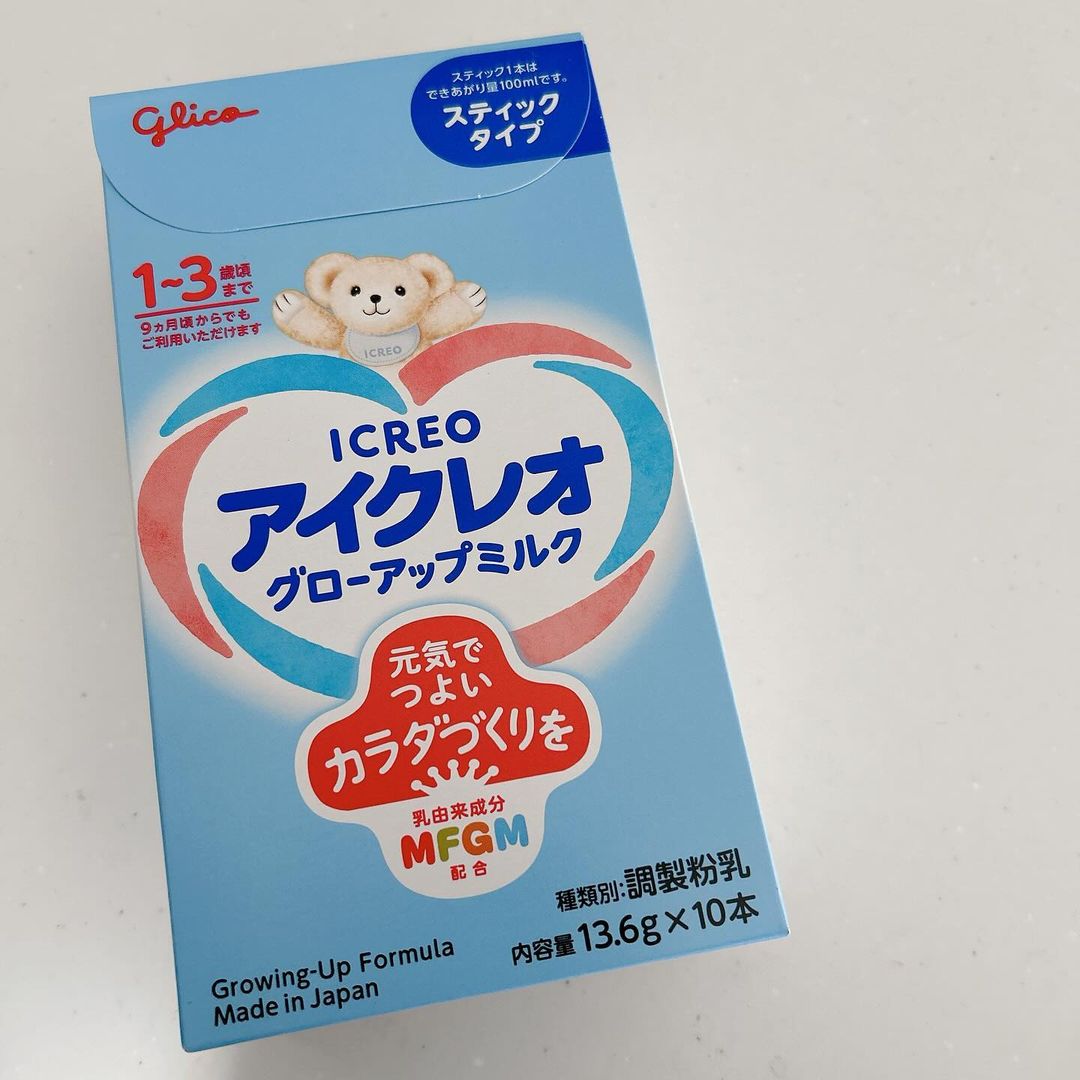 glico
スティック1本は
できあがり量100mlです。
スティック
タイプ
1~3歳頃
まで
9ヵ月頃からでも
ご利用いただけます
ICREO
ICREO
アイクレオ
グローアップミルク
元気で
つよい
カラダづくりを
乳由来成分
MFGM
配合
種類別:調製粉乳
内容量 13.6g×10本
Growing-Up Formula
Made in Japan